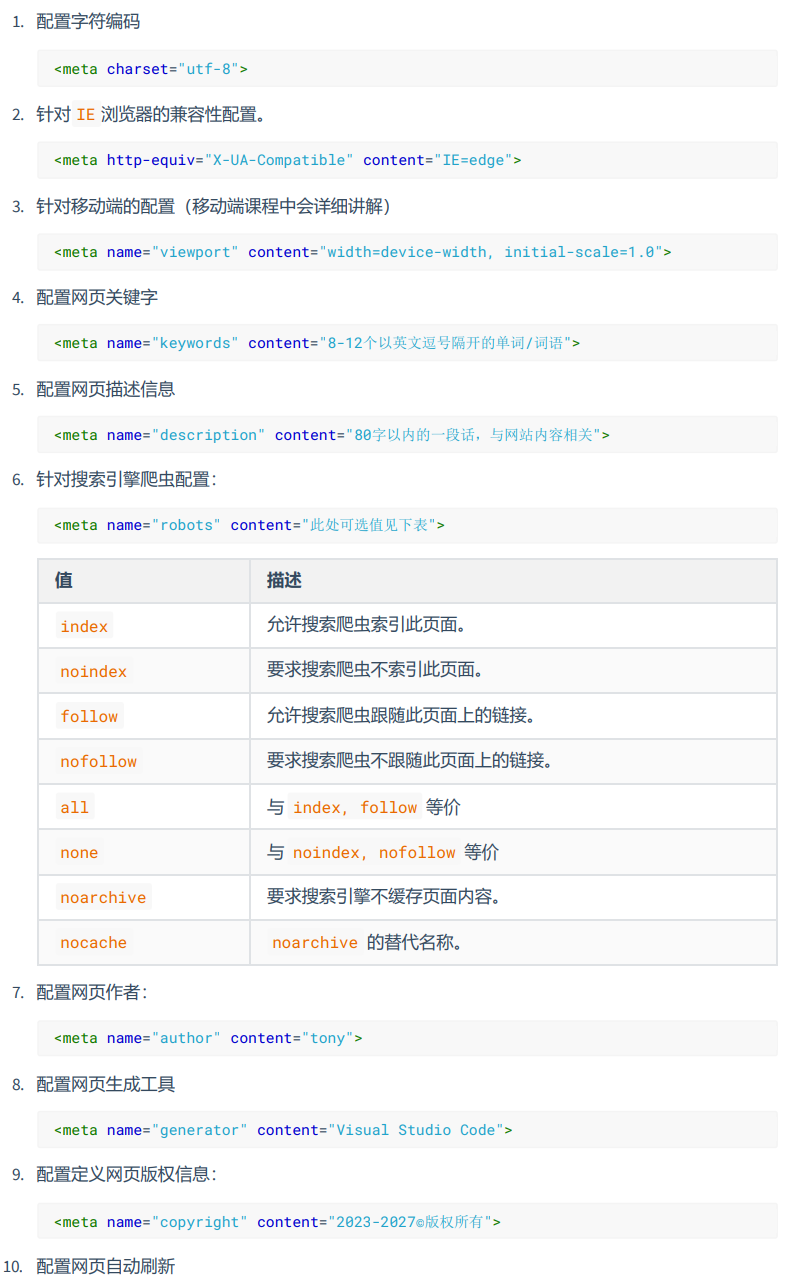 1. 配置字符编码
<meta charset="utf-8">
2. 针对 IE 浏览器的兼容性配置。
<meta http-equiv="X-UA-Compatible" content="IE=edge">
3. 针对移动端的配置（移动端课程中会详细讲解）
<meta name="viewport" content="width=device-width, initial-scale=1.0">
4. 配置网页关键字
<meta name="keywords" content="8-12个以英文逗号隔开的单词/词语">
5. 配置网页描述信息
<meta name="description" content="80字以内的一段话，与网站内容相关">
6. 针对搜索引擎爬虫配置：
<meta name="robots" content="此处可选值见下表">
值 描述
index 允许搜索爬虫索引此页面。
noindex 要求搜索爬虫不索引此页面。
follow 允许搜索爬虫跟随此页面上的链接。
nofollow 要求搜索爬虫不跟随此页面上的链接。
all 与 index, follow 等价
none 与 noindex, nofollow 等价
noarchive 要求搜索引擎不缓存页面内容。
nocache noarchive 的替代名称。
7. 配置网页作者：
<meta name="author" content="tony">
8. 配置网页生成工具
<meta name="generator" content="Visual Studio Code">
9. 配置定义网页版权信息：
<meta name="copyright" content="2023-2027©版权所有">
10. 配置网页自动刷新